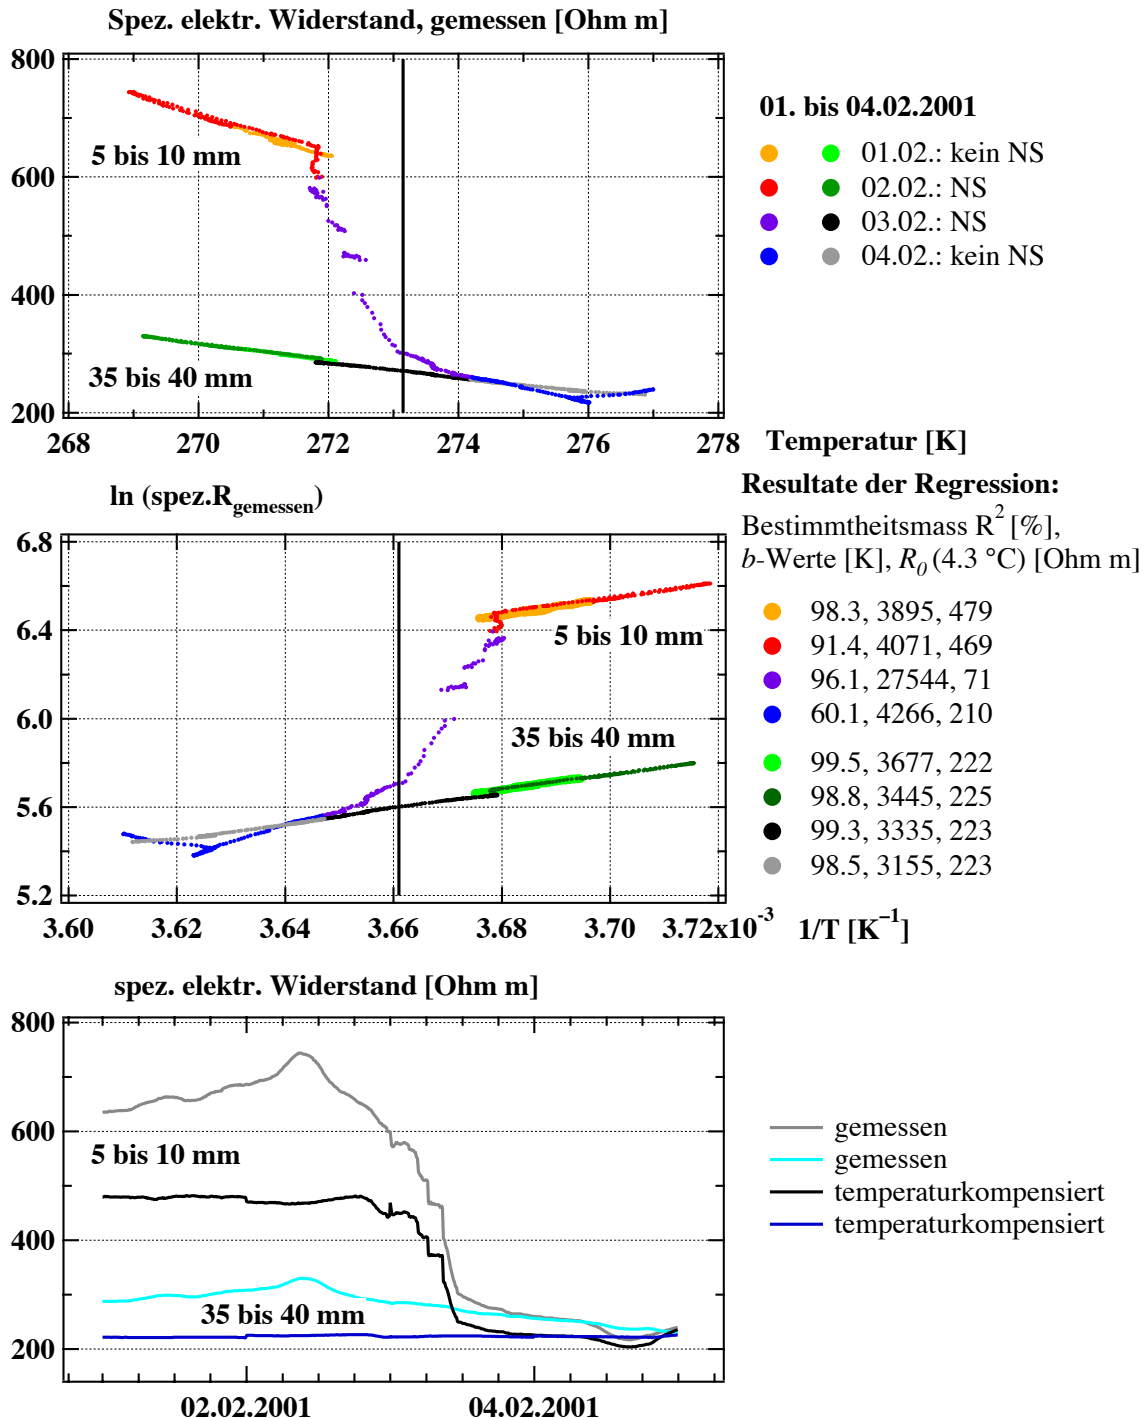 Spez. elektr. Widerstand, gemessen [Ohm m]
800
600
400
200
5 bis 10 mm
35 bis 40 mm
268 270 272 274 276 278 Temperatur [K]
01. bis 04.02.2001
01.02.: kein NS
02.02.: NS
03.02.: NS
04.02.: kein NS
ln (spez.R gemessen)
6.8
6.4
6.0
5.6
5.2
5 bis 10 mm
35 bis 40 mm
3.60 3.62 3.64 3.66 3.68 3.70 3.72x10⁻³ 1/T [K⁻¹]
Resultate der Regression:
Bestimmtheitsmass R² [%],
b-Werte [K], R₀ (4.3 °C) [Ohm m]
98.3, 3895, 479
91.4, 4071, 469
96.1, 27544, 71
60.1, 4266, 210
99.5, 3677, 222
98.8, 3445, 225
99.3, 3335, 223
98.5, 3155, 223
spez. elektr. Widerstand [Ohm m]
800
600
400
200
5 bis 10 mm
35 bis 40 mm
02.02.2001 04.02.2001
gemessen
gemessen
temperaturkompensiert
temperaturkompensiert